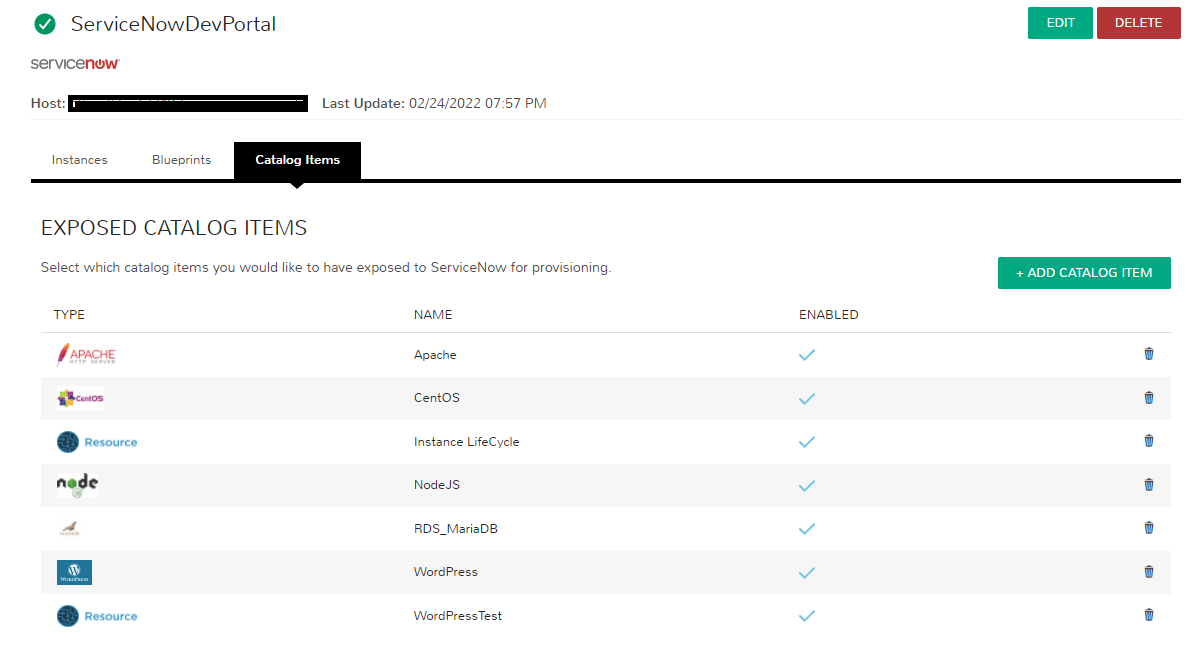 ServiceNowDevPortal
EDIT
DELETE
servicenow
Host: Last Update: 02/24/2022 07:57 PM
Instances
Blueprints
Catalog Items
EXPOSED CATALOG ITEMS
Select which catalog items you would like to have exposed to ServiceNow for provisioning.
+ ADD CATALOG ITEM
TYPE NAME ENABLED
APACHE
HTTP SERVER
Apache
CentOS CentOS
Resource Instance LifeCycle
node NodeJS
RDS_MariaDB
WORDPRESS WordPress
Resource WordPressTest